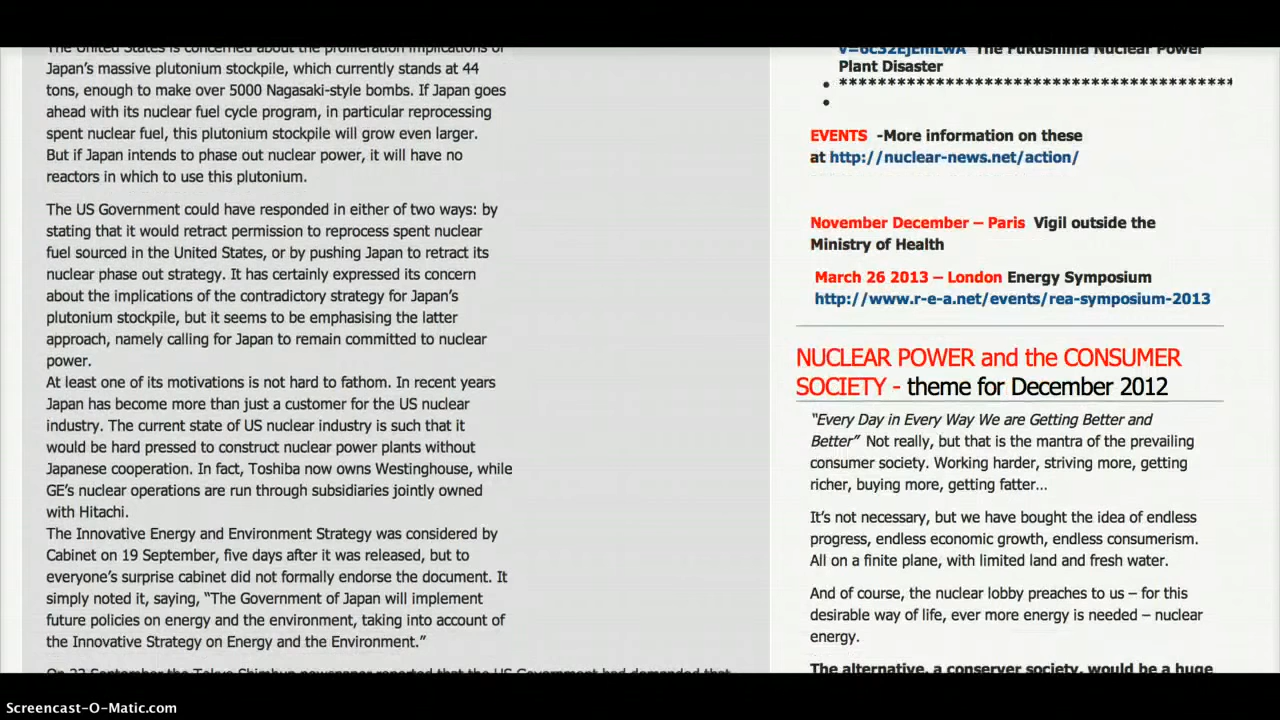 The United States is concerned about the proliferation implications of
Japan's massive plutonium stockpile, which currently stands at 44
tons, enough to make over 5000 Nagasaki-style bombs. If Japan goes
ahead with its nuclear fuel cycle program, in particular reprocessing
spent nuclear fuel, this plutonium stockpile will grow even larger.
But if Japan intends to phase out nuclear power, it will have no
reactors in which to use this plutonium.
The US Government could have responded in either of two ways: by
stating that it would retract permission to reprocess spent nuclear
fuel sourced in the United States, or by pushing Japan to retract its
nuclear phase out strategy. It has certainly expressed its concern
about the implications of the contradictory strategy for Japan's
plutonium stockpile, but it seems to be emphasising the latter
approach, namely calling for Japan to remain committed to nuclear
power.
At least one of its motivations is not hard to fathom. In recent years
Japan has become more than just a customer for the US nuclear
industry. The current state of US nuclear industry is such that it
would be hard pressed to construct nuclear power plants without
Japanese cooperation. In fact, Toshiba now owns Westinghouse, while
GE's nuclear operations are run through subsidiaries jointly owned
with Hitachi.
The Innovative Energy and Environment Strategy was considered by
Cabinet on 19 September, five days after it was released, but to
everyone's surprise cabinet did not formally endorse the document. It
simply noted it, saying, "The Government of Japan will implement
future policies on energy and the environment, taking into account of
the Innovative Strategy on Energy and the Environment."
On 22 September the Tokyo Shimbun newspaper reported that the US Government had demanded that
The Fukushima Nuclear Power
Plant Disaster
******************************************
EVENTS -More information on these
at http://nuclear-news.net/action/
November December – Paris Vigil outside the
Ministry of Health
March 26 2013 – London Energy Symposium
http://www.r-e-a.net/events/rea-symposium-2013
NUCLEAR POWER and the CONSUMER
SOCIETY - theme for December 2012
"Every Day in Every Way We are Getting Better and
Better" Not really, but that is the mantra of the prevailing
consumer society. Working harder, striving more, getting
richer, buying more, getting fatter...
It's not necessary, but we have bought the idea of endless
progress, endless economic growth, endless consumerism.
All on a finite plane, with limited land and fresh water.
And of course, the nuclear lobby preaches to us – for this
desirable way of life, ever more energy is needed – nuclear
energy.
The alternative, a conserver society, would be a huge
Screencast-O-Matic.com